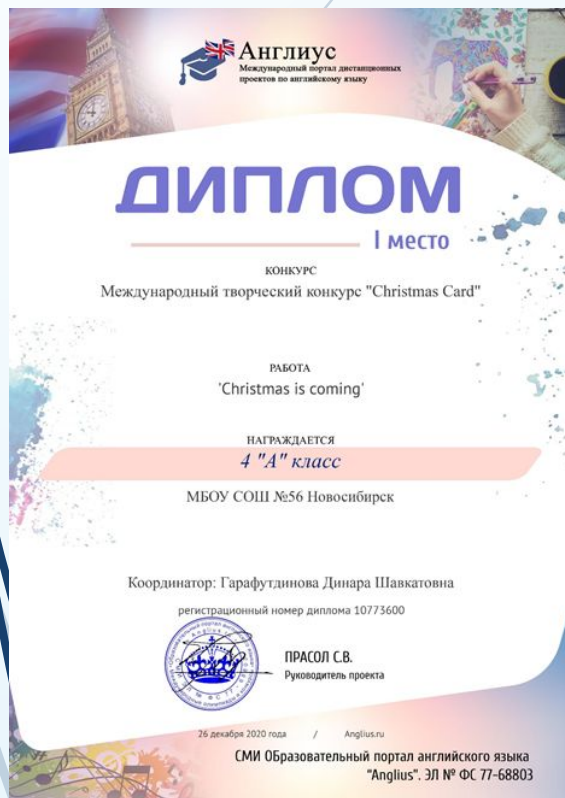 Англиус
Международный портал дистанционных
проектов по английскому языку
ДИПЛОМ
I место
КОНКУРС
Международный творческий конкурс "Christmas Card"
РАБОТА
'Christmas is coming'
НАГРАЖДАЕТСЯ
4 "А" класс
МБОУ СОШ №56 Новосибирск
Координатор: Гарафутдинова Динара Шавкатовна
регистрационный номер диплома 10773600
ПРАСОЛ С.В.
Руководитель проекта
26 декабря 2020 года / Anglius.ru
СМИ ОБразовательный портал английского языка
"Anglius". ЭЛ № ФС 77-68803